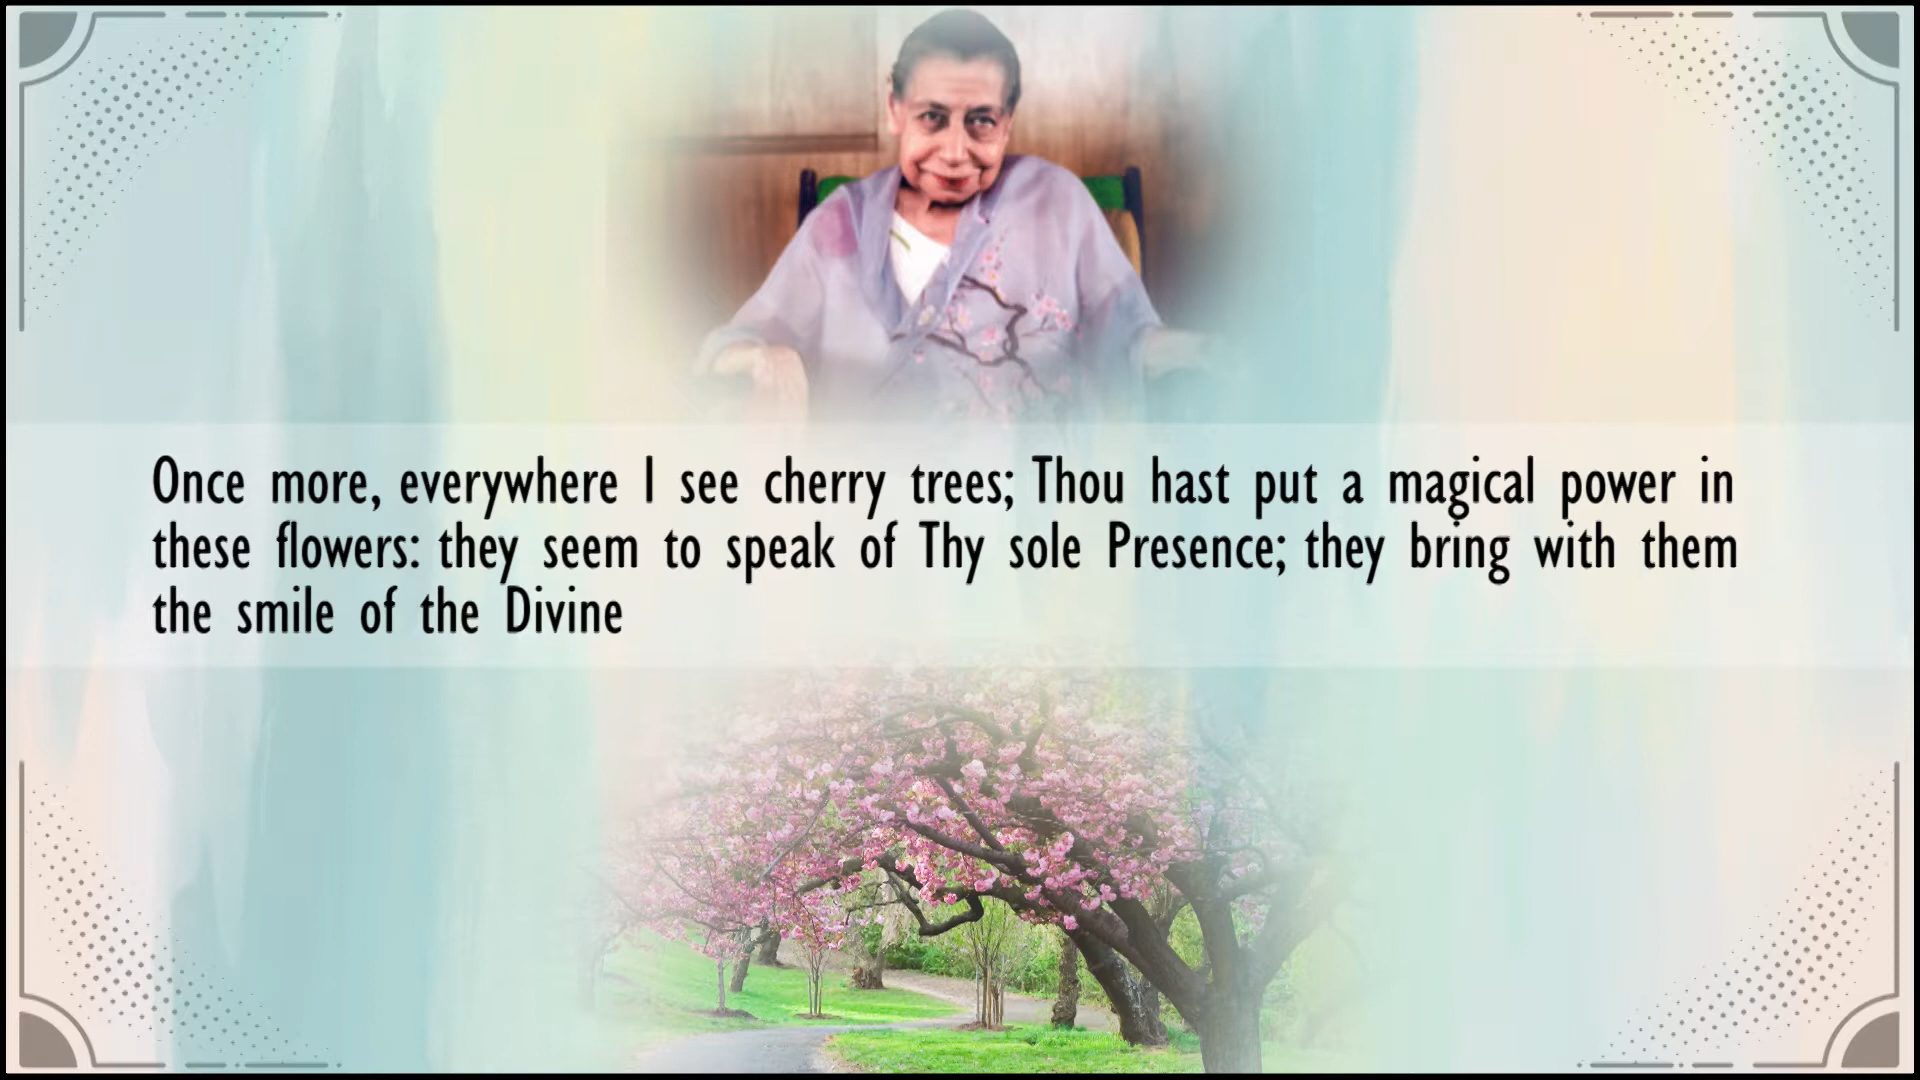 Once more, everywhere I see cherry trees; Thou hast put a magical power in
these flowers: they seem to speak of Thy sole Presence; they bring with them
the smile of the Divine